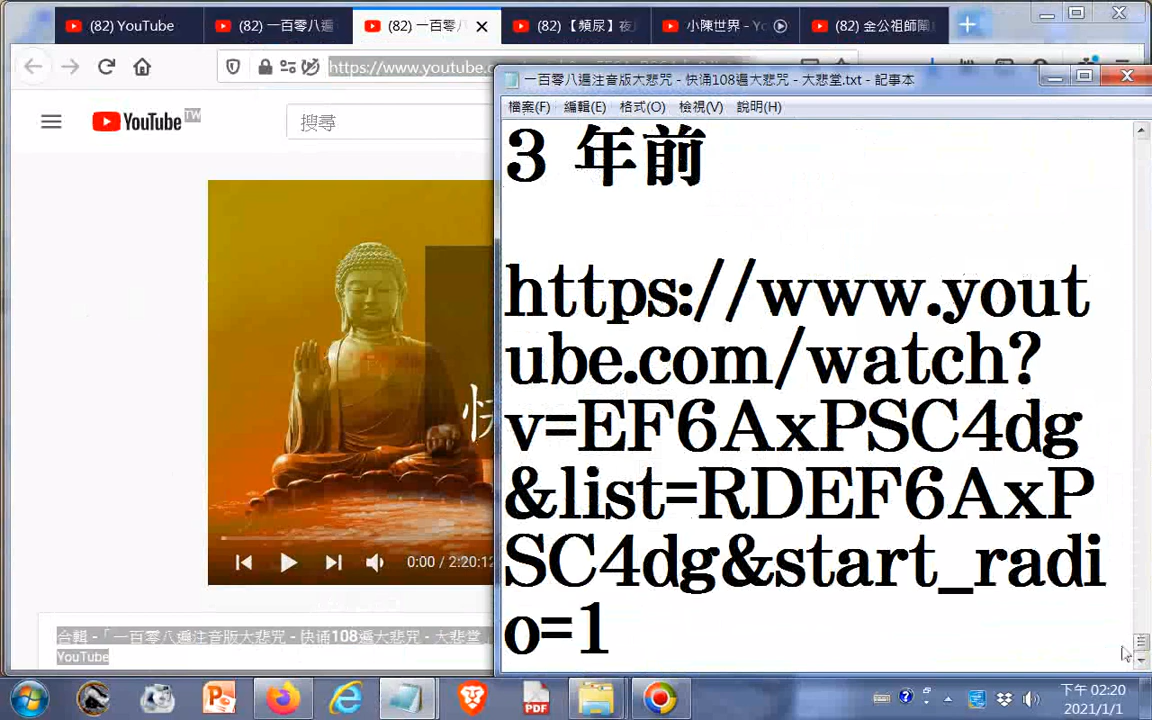 (82) YouTube
(82) 一百零八遍
(82) 一百零八
(82) 【頻尿】夜
小陳世界 - Yo
(82) 金公祖師闡
https://www.youtube.c
YouTube TW
搜尋
一百零八遍注音版大悲咒 - 快诵108遍大悲咒 - 大悲堂.txt - 記事本
檔案(F) 編輯(E) 格式(O) 檢視(V) 說明(H)
3 年前
https://www.yout
ube.com/watch?
v=EF6AxPSC4dg
&list=RDEF6AxP
SC4dg&start_radi
o=1
快
0:00 / 2:20:12
合輯 -「一百零八遍注音版大悲咒 - 快诵108遍大悲咒 - 大悲堂」
YouTube
PDF
下午 02:20
2021/1/1